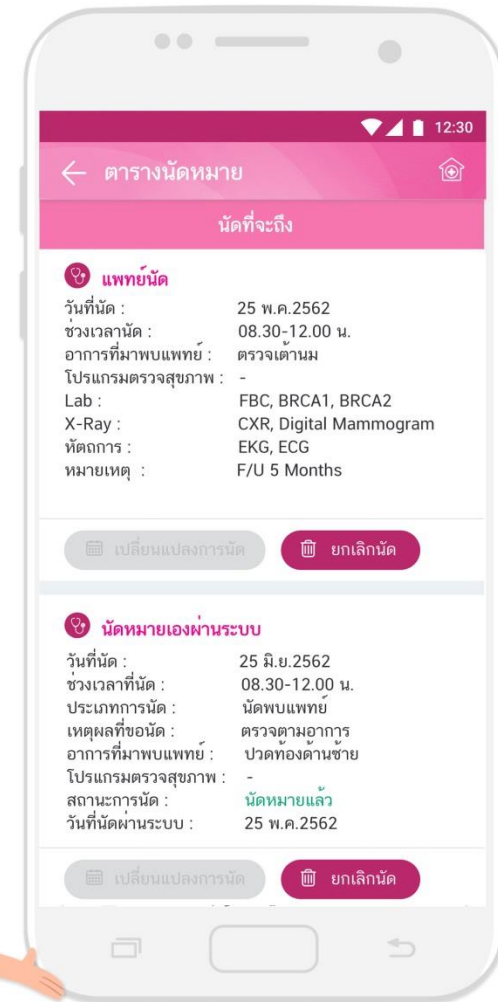 12:30
ตารางนัดหมาย
นัดที่จะถึง
แพทย์นัด
วันที่นัด : 25 พ.ค.2562
ช่วงเวลานัด : 08.30-12.00 น.
อาการที่มาพบแพทย์ : ตรวจเต้านม
โปรแกรมตรวจสุขภาพ : -
Lab : FBC, BRCA1, BRCA2
X-Ray : CXR, Digital Mammogram
หัตถการ : EKG, ECG
หมายเหตุ : F/U 5 Months
เปลี่ยนแปลงการนัด ยกเลิกนัด
นัดหมายเองผ่านระบบ
วันที่นัด : 25 มิ.ย.2562
ช่วงเวลาที่นัด : 08.30-12.00 น.
ประเภทการนัด : นัดพบแพทย์
เหตุผลที่ขอนัด : ตรวจตามอาการ
อาการที่มาพบแพทย์ : ปวดท้องด้านซ้าย
โปรแกรมตรวจสุขภาพ : -
สถานะการนัด : นัดหมายแล้ว
วันที่นัดผ่านระบบ : 25 พ.ค.2562
เปลี่ยนแปลงการนัด ยกเลิกนัด